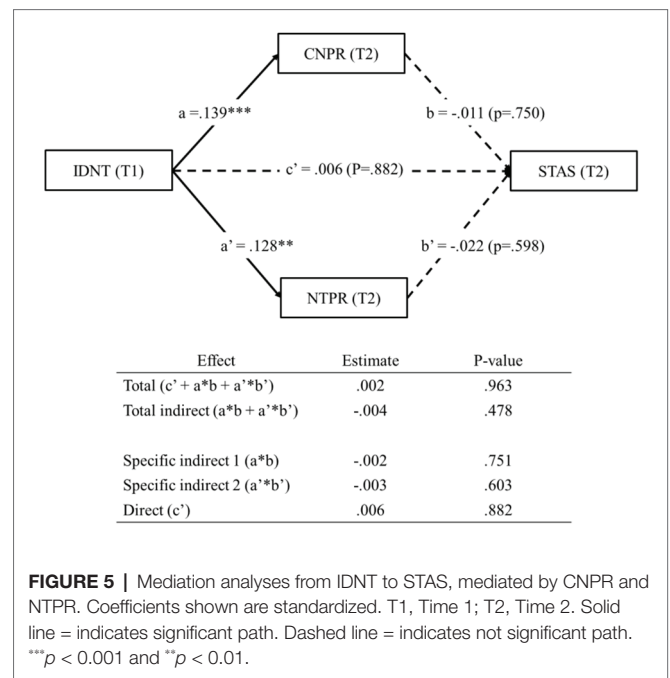 CNPR (T2)
a =.139***
b = -.011 (p=.750)
IDNT (T1)
c’ = .006 (P=.882)
STAS (T2)
a’ = .128**
b’ = -.022 (p=.598)
NTPR (T2)
Effect Estimate P-value
Total (c’ + a*b + a’*b’) .002 .963
Total indirect (a*b + a’*b’) -.004 .478
Specific indirect 1 (a*b) -.002 .751
Specific indirect 2 (a’*b’) -.003 .603
Direct (c’) .006 .882
FIGURE 5 | Mediation analyses from IDNT to STAS, mediated by CNPR and
NTPR. Coefficients shown are standardized. T1, Time 1; T2, Time 2. Solid
line = indicates significant path. Dashed line = indicates not significant path.
***p < 0.001 and **p < 0.01.